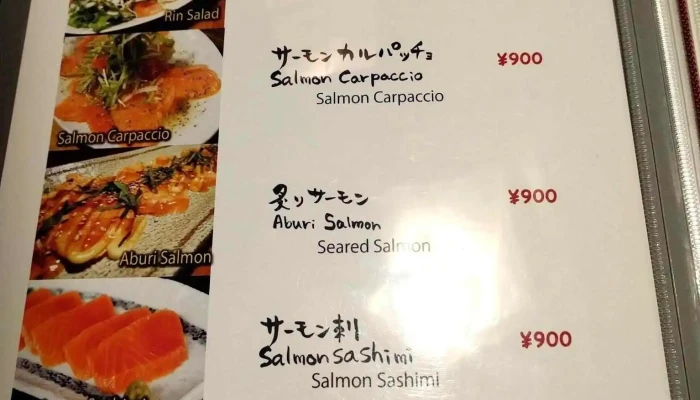 Rin Salad
サーモンカルパッチョ
¥900
Salmon Carpaccio
Salmon Carpaccio
Salmon Carpaccio
炙りサーモン
¥900
Aburi Salmon
Seared Salmon
Aburi Salmon
サーモン刺
¥900
Salmon sashimi
Salmon Sashimi